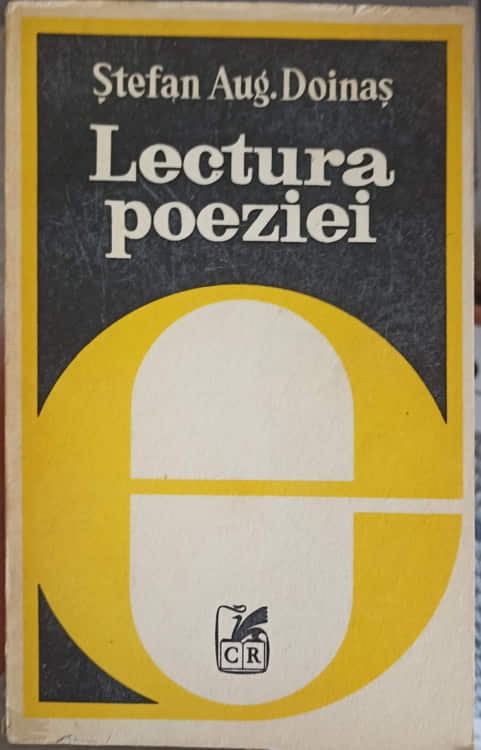 Ștefan Aug. Doinaș
Lectura
poeziei
CR